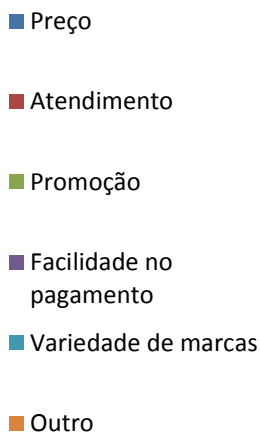 Preço
Atendimento
Promoção
Facilidade no
pagamento
Variedade de marcas
Outro